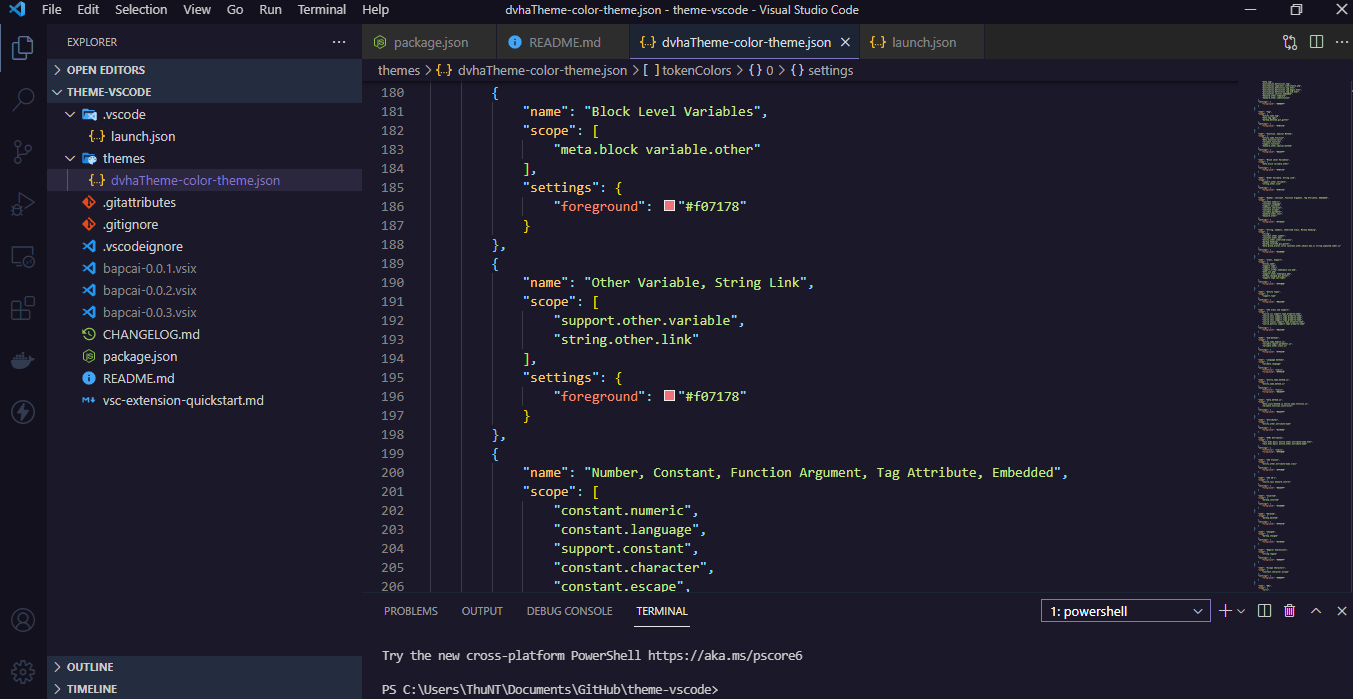 File Edit Selection View Go Run Terminal Help dvhaTheme-color-theme.json - theme-vscode - Visual Studio Code
EXPLORER
OPEN EDITORS
THEME-VSCODE
.vscode
launch.json
themes
dvhaTheme-color-theme.json
.gitattributes
.gitignore
.vscodeignore
bapcai-0.0.1.vsix
bapcai-0.0.2.vsix
bapcai-0.0.3.vsix
CHANGELOG.md
package.json
README.md
vsc-extension-quickstart.md
OUTLINE
TIMELINE
package.json README.md dvhaTheme-color-theme.json launch.json
themes > {..} dvhaTheme-color-theme.json > [ ] tokenColors > {} 0 > {} settings
180 {
181 "name": "Block Level Variables",
182 "scope": [
183 "meta.block variable.other"
184 ],
185 "settings": {
186 "foreground": "#f07178"
187 }
188 },
189 {
190 "name": "Other Variable, String Link",
191 "scope": [
192 "support.other.variable",
193 "string.other.link"
194 ],
195 "settings": {
196 "foreground": "#f07178"
197 }
198 },
199 {
200 "name": "Number, Constant, Function Argument, Tag Attribute, Embedded",
201 "scope": [
202 "constant.numeric",
203 "constant.language",
204 "support.constant",
205 "constant.character",
206 "constant.escape",
PROBLEMS OUTPUT DEBUG CONSOLE TERMINAL 1: powershell
Try the new cross-platform PowerShell https://aka.ms/pscore6
PS C:\Users\ThuNT\Documents\GitHub\theme-vscode>